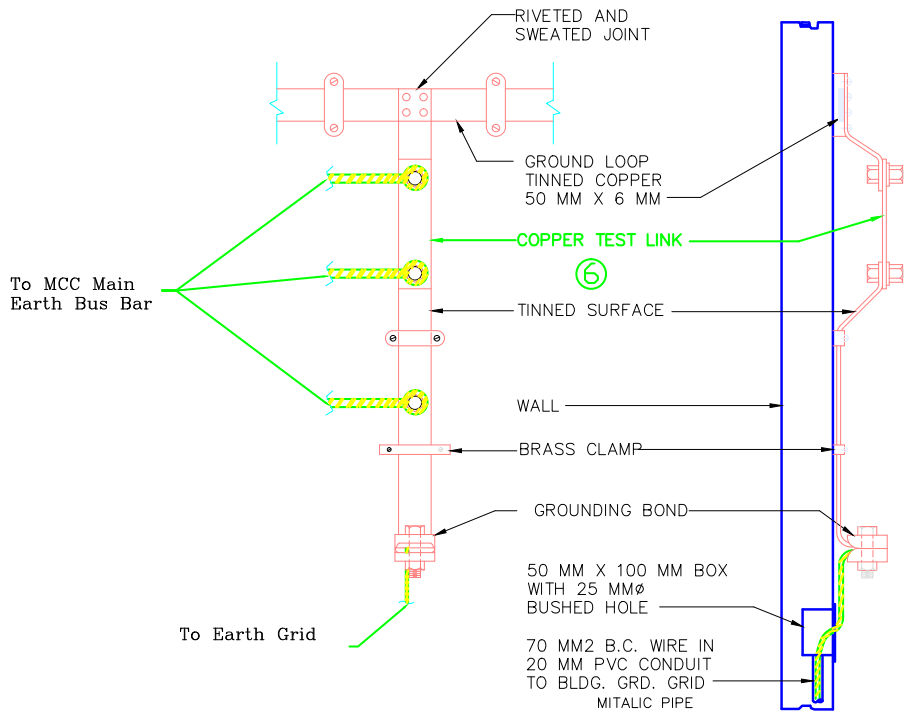 RIVETED AND
SWEATED JOINT
GROUND LOOP
TINNED COPPER
50 MM X 6 MM
COPPER TEST LINK
6
To MCC Main
Earth Bus Bar
TINNED SURFACE
WALL
BRASS CLAMP
GROUNDING BOND
50 MM X 100 MM BOX
WITH 25 MMø
BUSHED HOLE
To Earth Grid
70 MM2 B.C. WIRE IN
20 MM PVC CONDUIT
TO BLDG. GRD. GRID
MITALIC PIPE